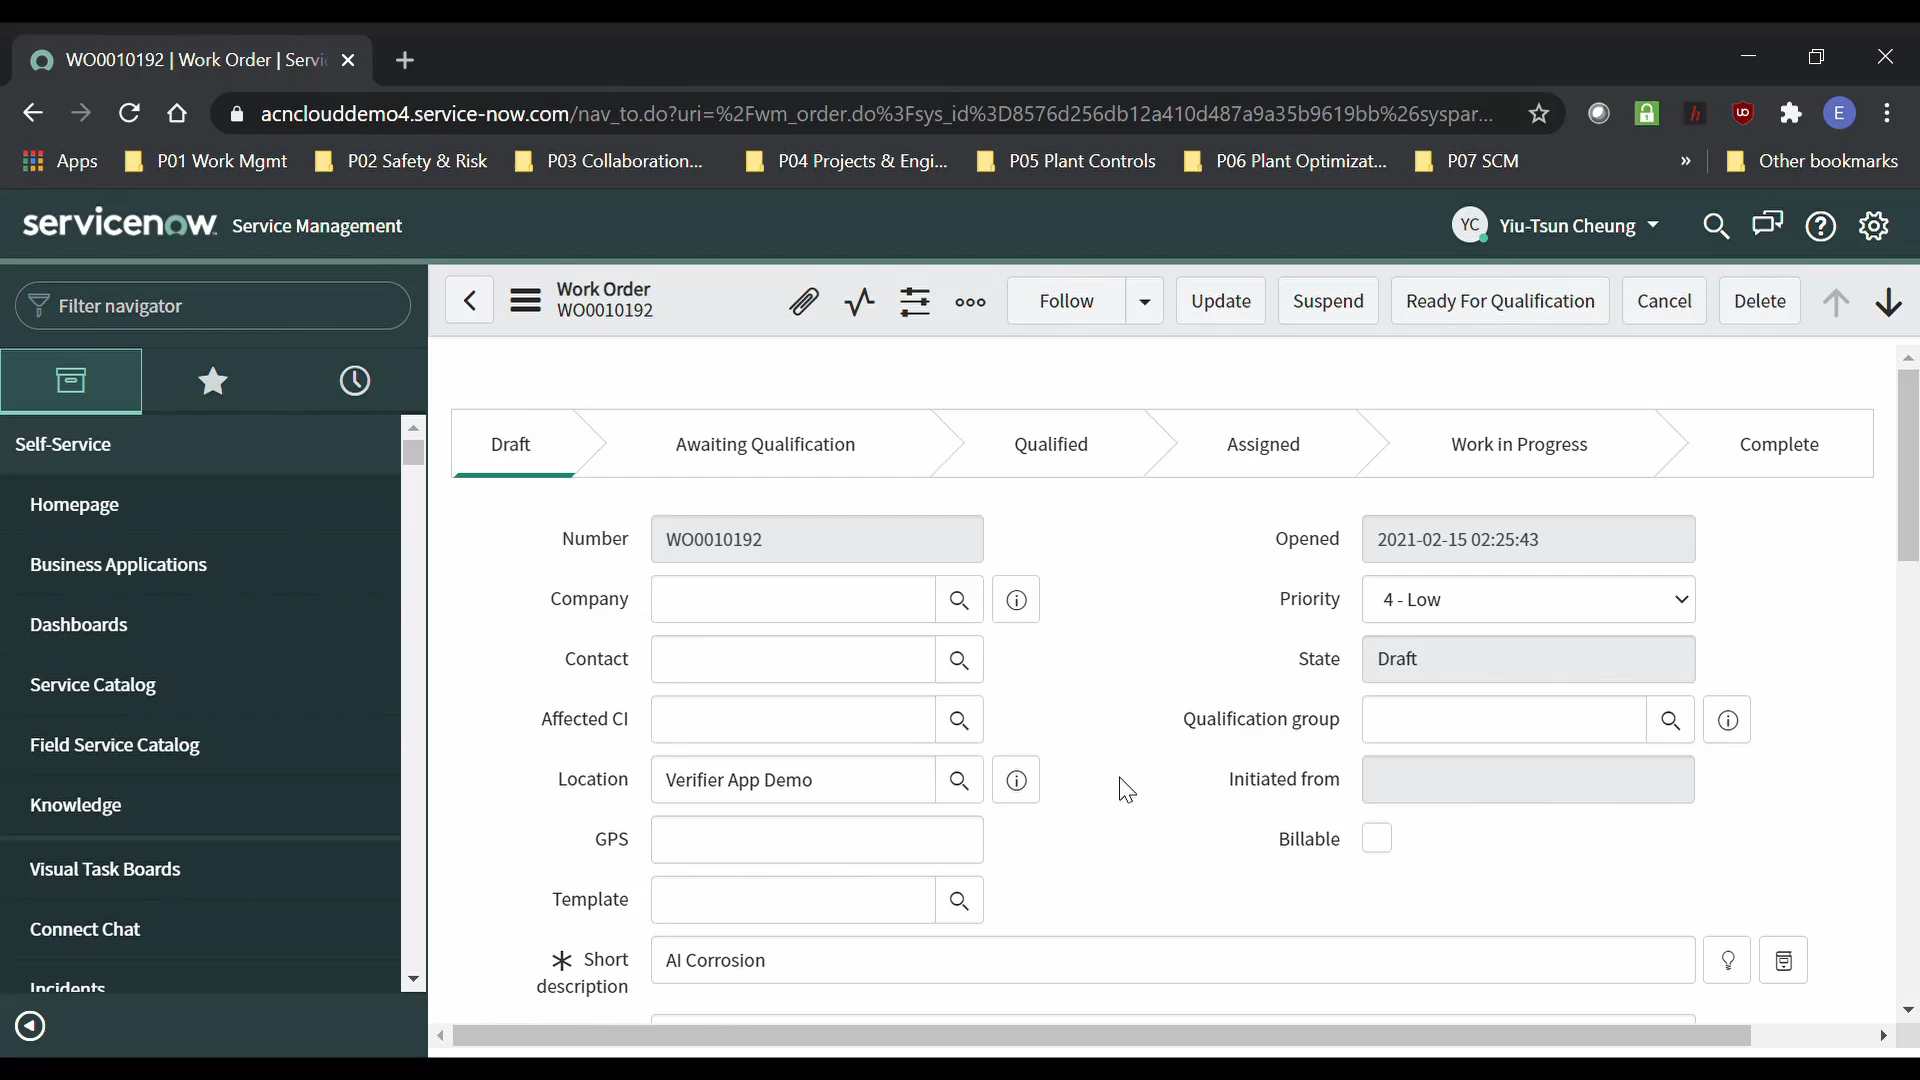 WO0010192 | Work Order | Servi
acnclouddemo4.service-now.com/nav_to.do?uri=%2Fwm_order.do%3Fsys_id%3D8576d256db12a410d487a9a35b9619bb%26syspar...
E
Apps
P01 Work Mgmt
P02 Safety & Risk
P03 Collaboration...
P04 Projects & Engi...
P05 Plant Controls
P06 Plant Optimizat...
P07 SCM
»
Other bookmarks
servicenow. Service Management
YC Yiu-Tsun Cheung
Filter navigator
Work Order
WO0010192
Follow
Update
Suspend
Ready For Qualification
Cancel
Delete
Self-Service
Homepage
Business Applications
Dashboards
Service Catalog
Field Service Catalog
Knowledge
Visual Task Boards
Connect Chat
Incidents
Draft
Awaiting Qualification
Qualified
Assigned
Work in Progress
Complete
Number WO0010192
Company
Contact
Affected CI
Location Verifier App Demo
GPS
Template
Opened 2021-02-15 02:25:43
Priority 4 - Low
State Draft
Qualification group
Initiated from
Billable
Short description AI Corrosion